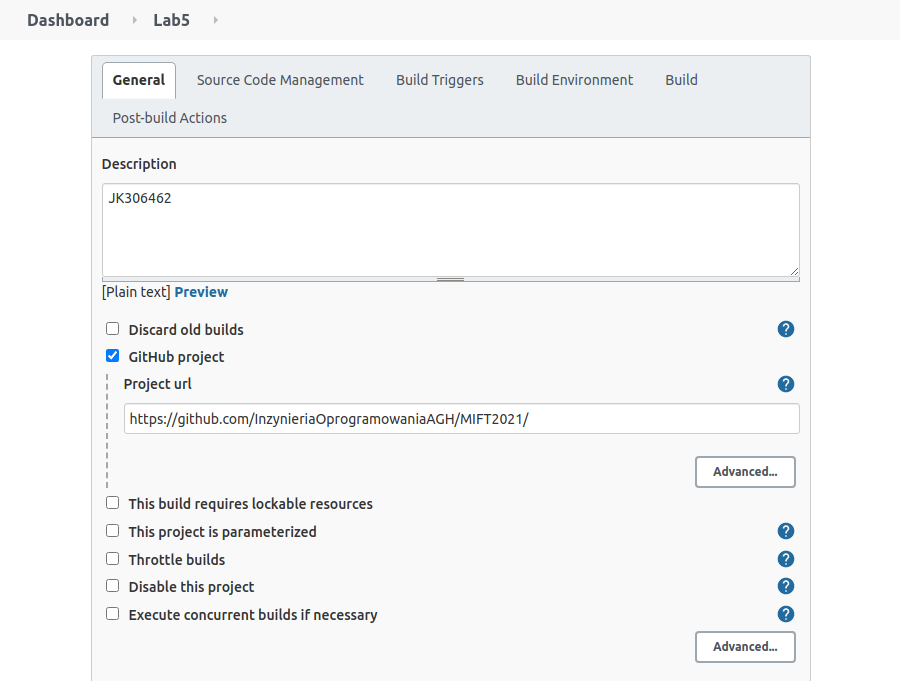 Dashboard Lab5
General Source Code Management Build Triggers Build Environment Build
Post-build Actions
Description
JK306462
[Plain text] Preview
Discard old builds ?
GitHub project
Project url ?
https://github.com/InzynieriaOprogramowaniaAGH/MIFT2021/
Advanced...
This build requires lockable resources
This project is parameterized ?
Throttle builds ?
Disable this project ?
Execute concurrent builds if necessary ?
Advanced...